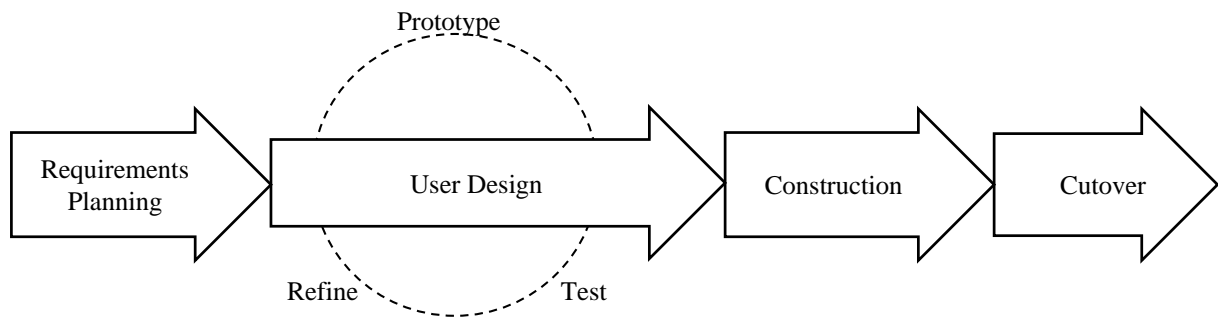 Prototype
Requirements
Planning
User Design
Construction
Cutover
Refine
Test